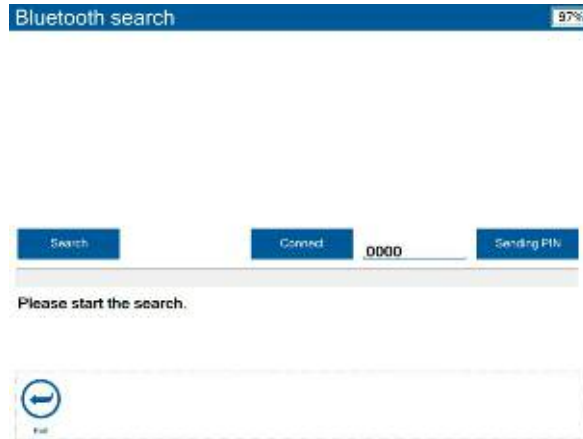 Bluetooth search
97%
Search
Connect
0000
Sending PIN
Please start the search.
Exit